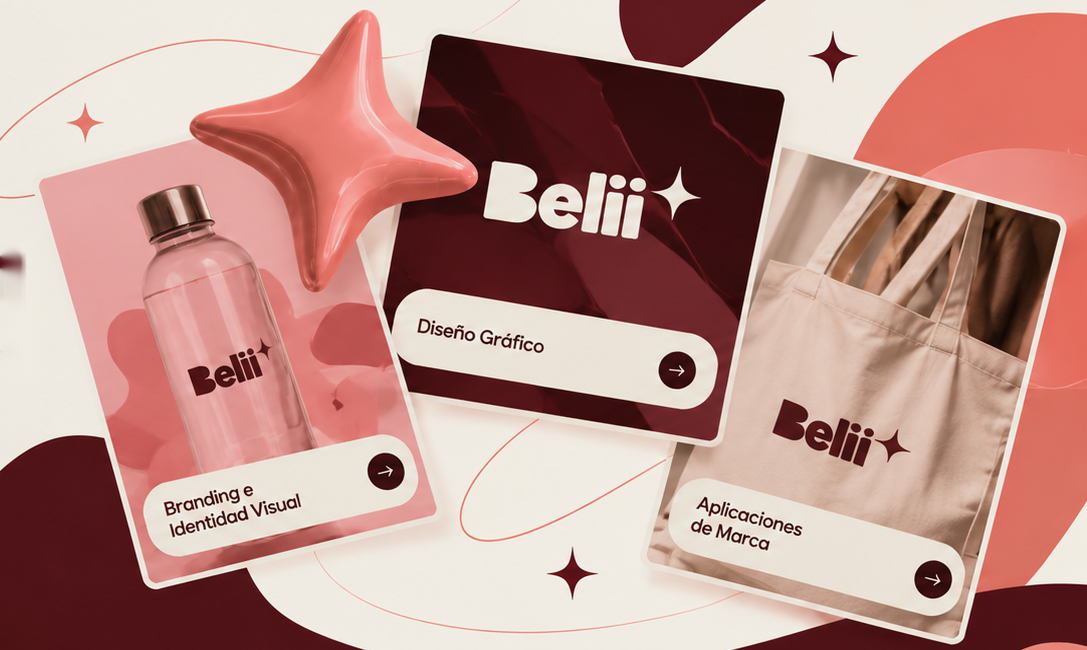 Belii
Branding e
Identidad Visual
Belii
Diseño Gráfico
Belii
Aplicaciones
de Marca